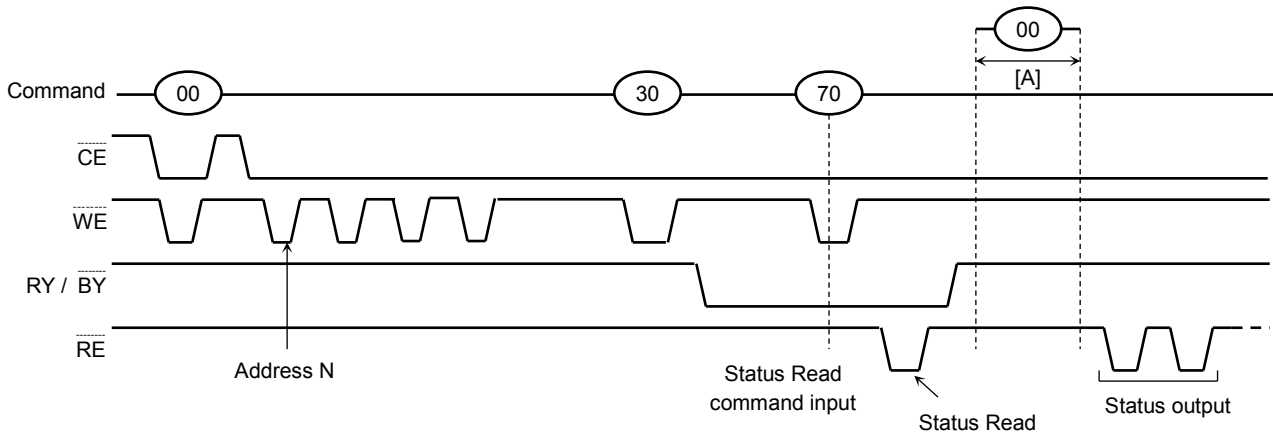 00
[A]
Command 00 30 70
CE
WE
RY / BY
RE
Address N
Status Read
command input
Status Read
Status output